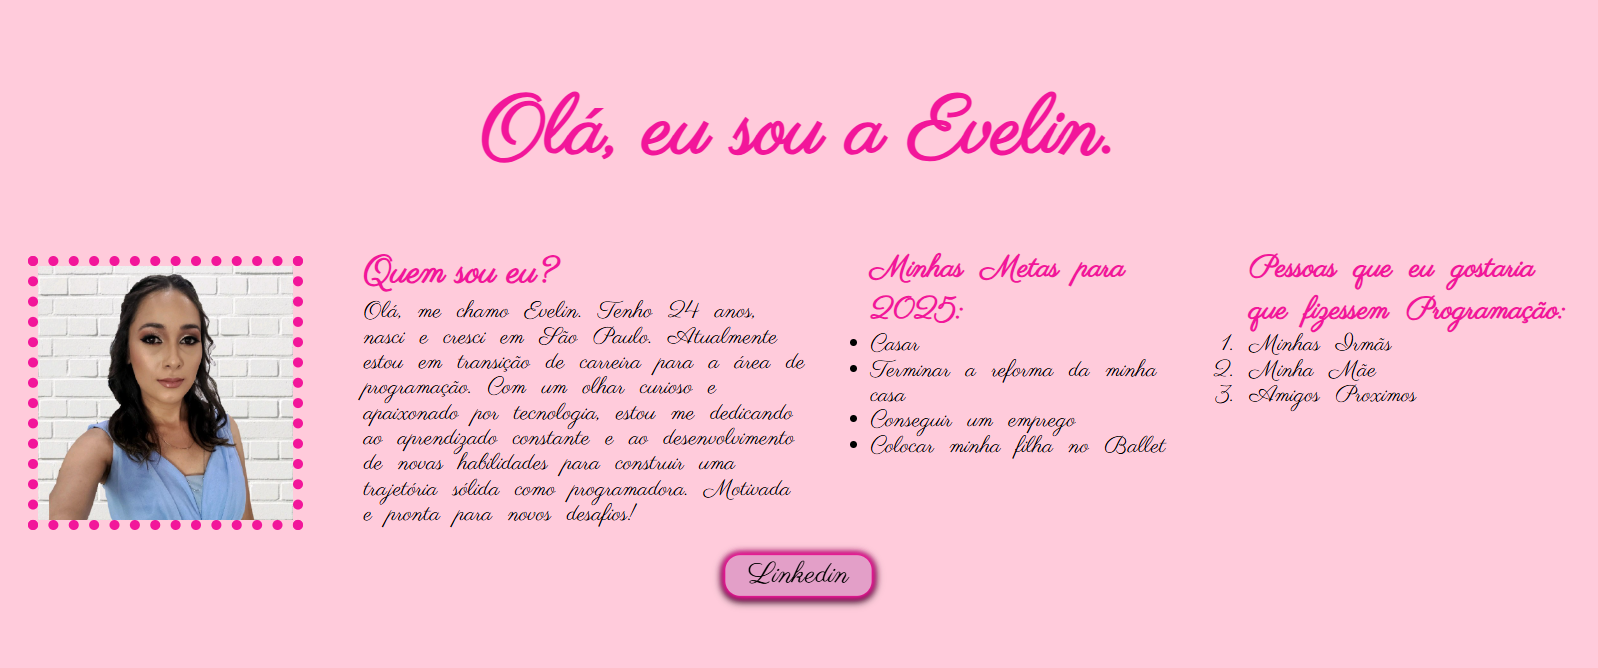 Olá, eu sou a Evelin.
Quem sou eu?
Olá, me chamo Evelin. Tenho 24 anos,
nasci e cresci em São Paulo. Atualmente
estou em transição de carreira para a área de
programação. Com um olhar curioso e
apaixonado por tecnologia, estou me dedicando
ao aprendizado constante e ao desenvolvimento
de novas habilidades para construir uma
trajetória sólida como programadora. Motivada
e pronta para novos desafios!
Minhas Metas para
2025:
• Casar
• Terminar a reforma da minha
casa
• Conseguir um emprego
• Colocar minha filha no Ballet
Pessoas que eu gostaria
que fizessem Programação:
1. Minhas Irmãs
2. Minha Mãe
3. Amigos Proximos
Linkedin